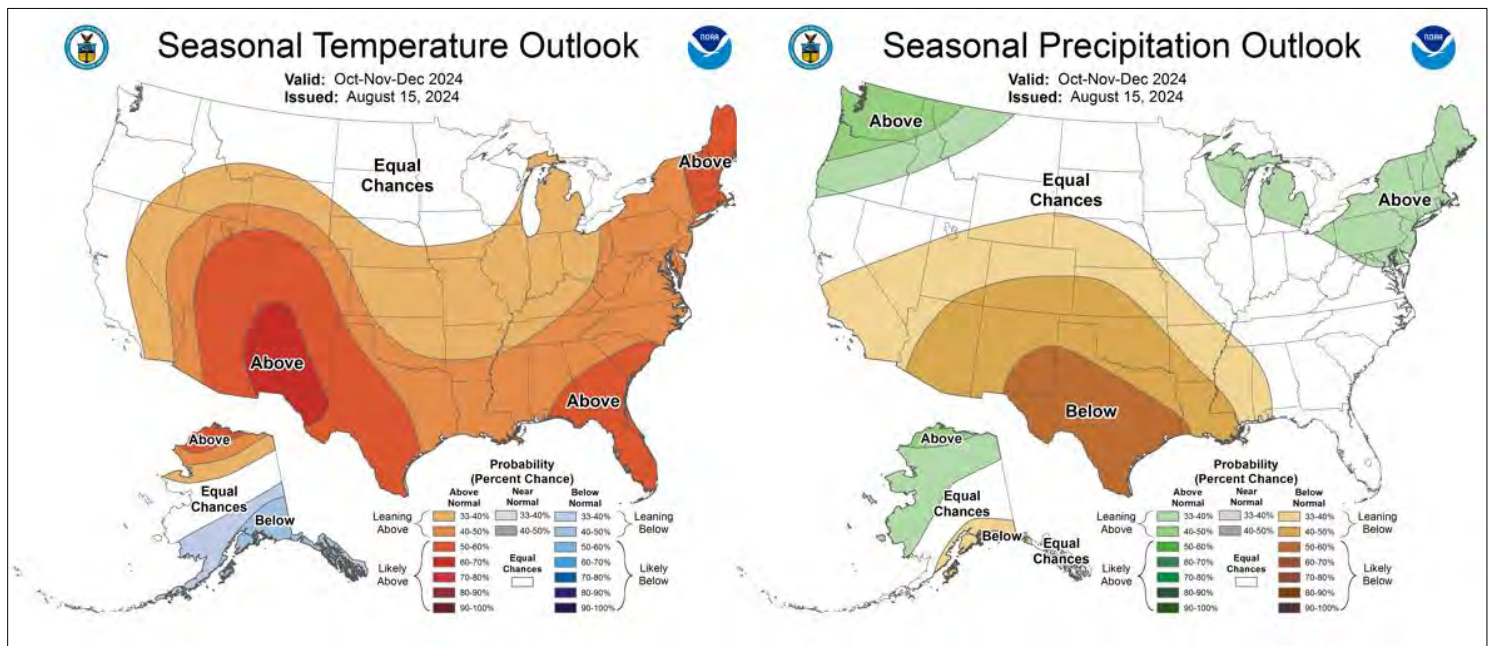 Seasonal Temperature Outlook
NOAA
Valid: Oct-Nov-Dec 2024
Issued: August 15, 2024
Above
Equal
Chances
Above
Above
Above
Equal
Chances
Below
Probability
(Percent Chance)
Above
Normal
Near
Normal
Below
Normal
Leaning
Above
33-40%
33-40%
33-40%
Leaning
Below
40-50%
40-50%
40-50%
Likely
Above
50-60%
Equal
Chances
50-60%
Likely
Below
60-70%
60-70%
70-80%
70-80%
80-90%
80-90%
90-100%
90-100%
Seasonal Precipitation Outlook
NOAA
Valid: Oct-Nov-Dec 2024
Issued: August 15, 2024
Above
Equal
Chances
Above
Below
Above
Equal
Chances
Below
Equal
Chances
Probability
(Percent Chance)
Above
Normal
Near
Normal
Below
Normal
Leaning
Above
33-40%
33-40%
33-40%
Leaning
Below
40-50%
40-50%
40-50%
Likely
Above
50-60%
Equal
Chances
50-60%
Likely
Below
60-70%
60-70%
70-80%
70-80%
80-90%
80-90%
90-100%
90-100%